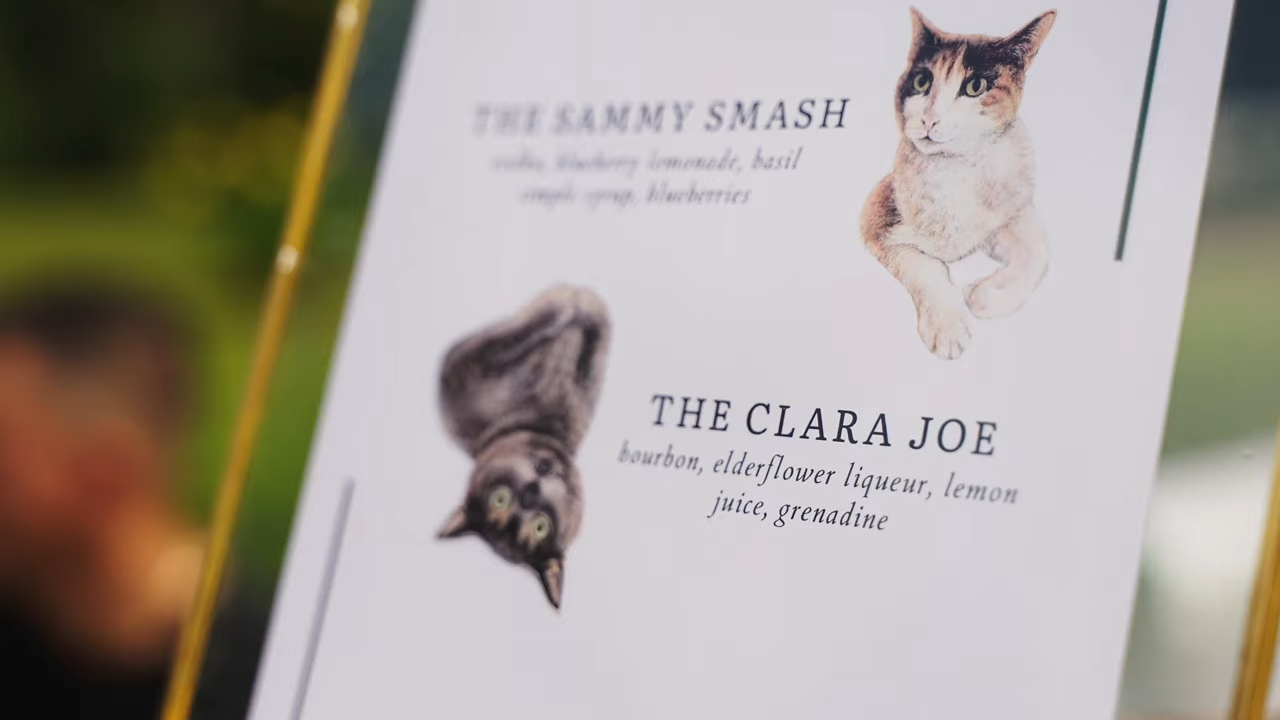 THE SAMMY SMASH
vodka, blueberry lemonade, basil
simple syrup, blueberries
THE CLARA JOE
bourbon, elderflower liqueur, lemon
juice, grenadine